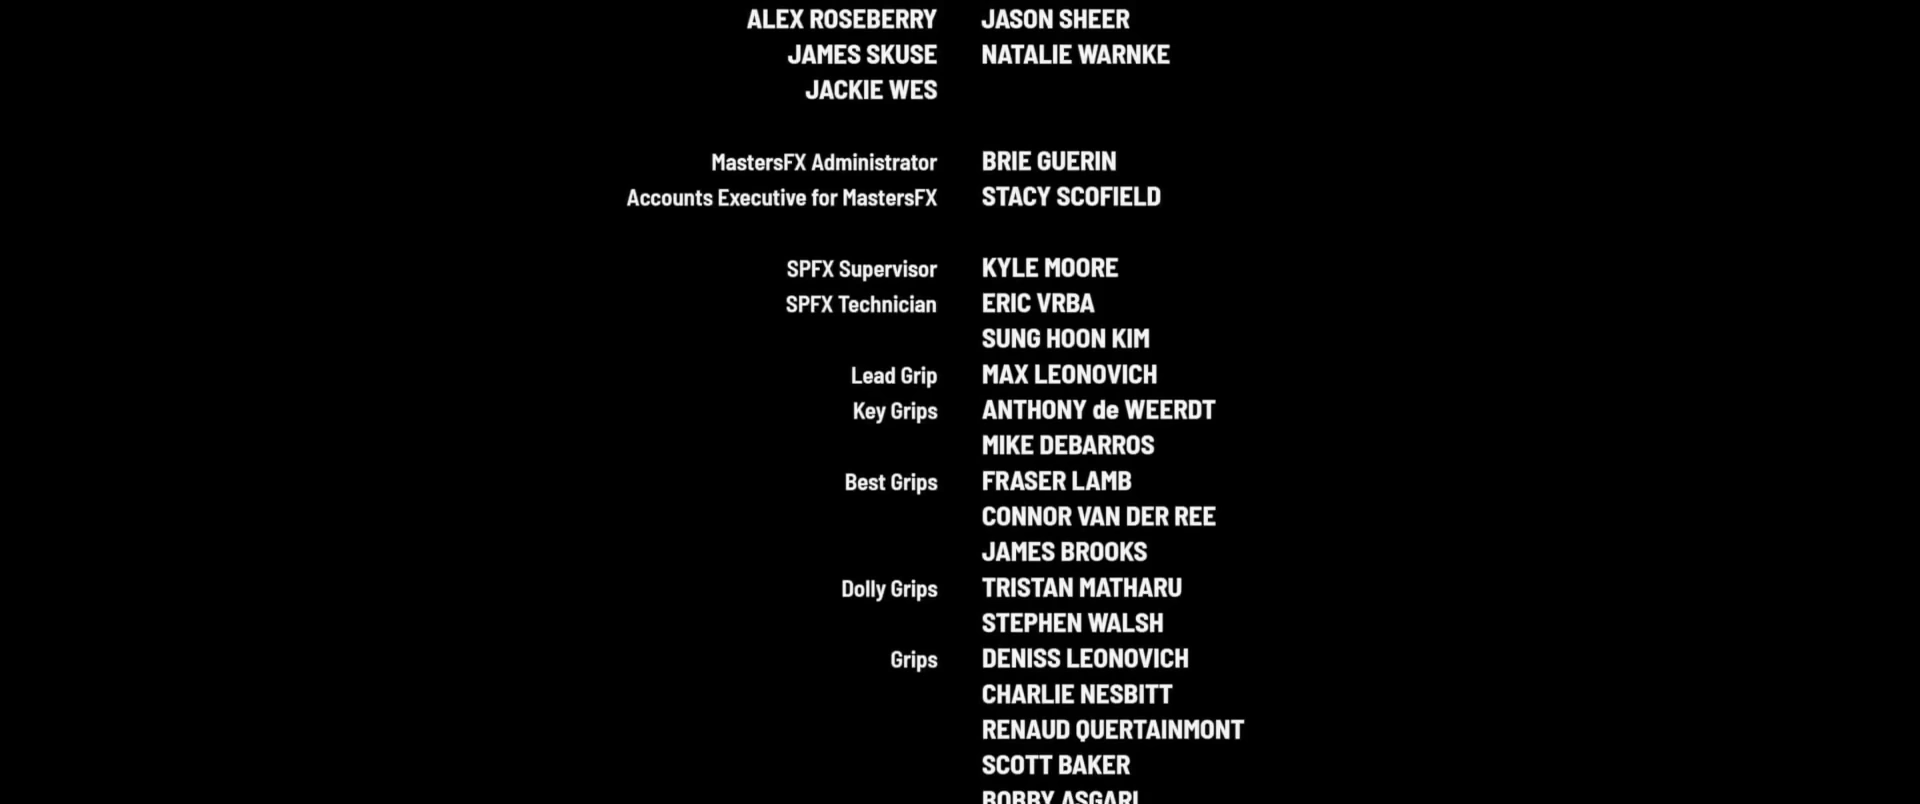 ALEX ROSEBERRY JASON SHEER
JAMES SKUSE NATALIE WARNKE
JACKIE WES
MastersFX Administrator BRIE GUERIN
Accounts Executive for MastersFX STACY SCOFIELD
SPFX Supervisor KYLE MOORE
SPFX Technician ERIC VRBA
SUNG HOON KIM
Lead Grip MAX LEONOVICH
Key Grips ANTHONY de WEERDT
MIKE DEBARROS
Best Grips FRASER LAMB
CONNOR VAN DER REE
JAMES BROOKS
Dolly Grips TRISTAN MATHARU
STEPHEN WALSH
Grips DENISS LEONOVICH
CHARLIE NESBITT
RENAUD QUERTAINMONT
SCOTT BAKER
BOBBY ASGARI